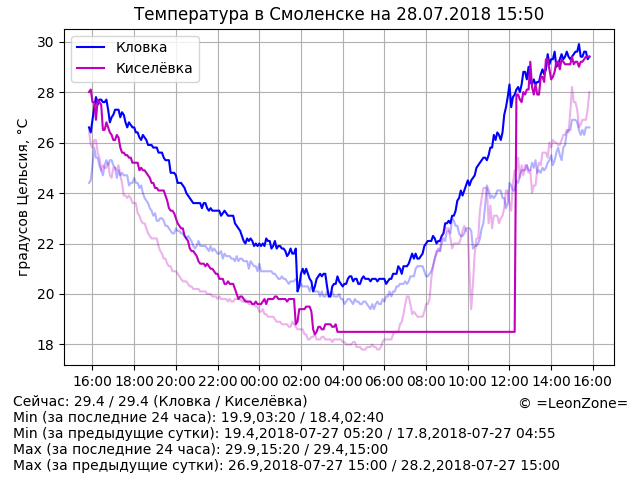 Температура в Смоленске на 28.07.2018 15:50
Кловка
Киселёвка
градусов Цельсия, °C
30
28
26
24
22
20
18
16:00 18:00 20:00 22:00 00:00 02:00 04:00 06:00 08:00 10:00 12:00 14:00 16:00
© =LeonZone=
Сейчас: 29.4 / 29.4 (Кловка / Киселёвка)
Min (за последние 24 часа): 19.9,03:20 / 18.4,02:40
Min (за предыдущие сутки): 19.4,2018-07-27 05:20 / 17.8,2018-07-27 04:55
Max (за последние 24 часа): 29.9,15:20 / 29.4,15:00
Max (за предыдущие сутки): 26.9,2018-07-27 15:00 / 28.2,2018-07-27 15:00